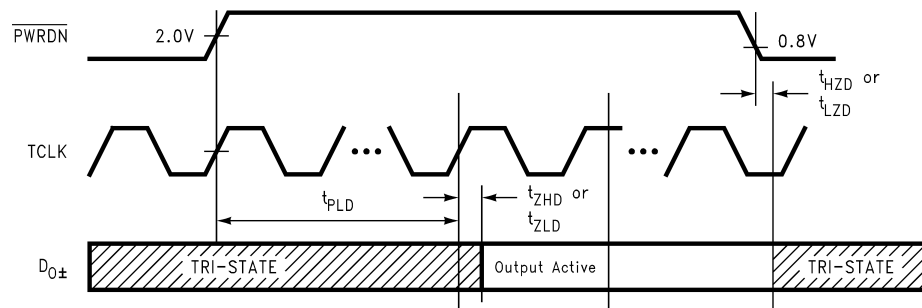 PWRDN
2.0V
0.8V
tHZD or
tLZD
TCLK
•••
•••
tPLD
tZHD or
tZLD
DO±
TRI-STATE
Output Active
TRI-STATE